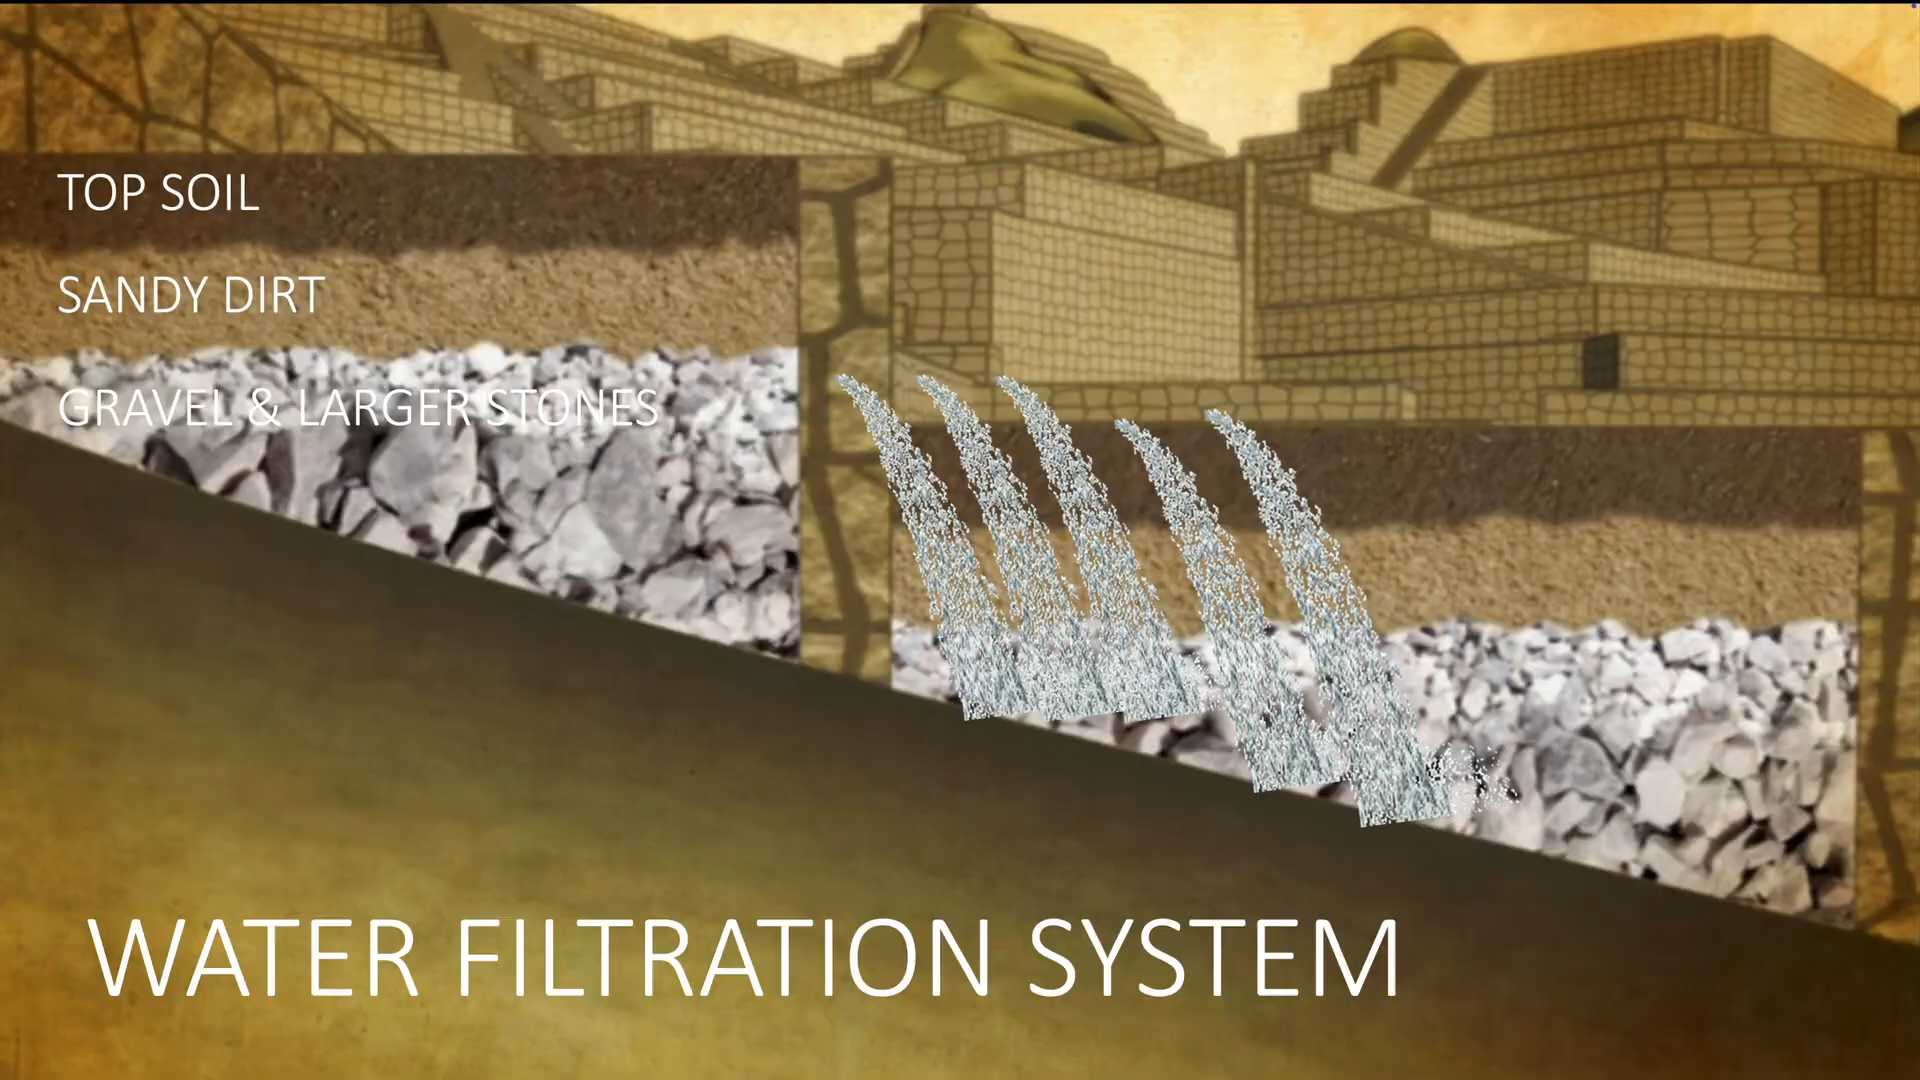 TOP SOIL
SANDY DIRT
GRAVEL & LARGER STONES
WATER FILTRATION SYSTEM